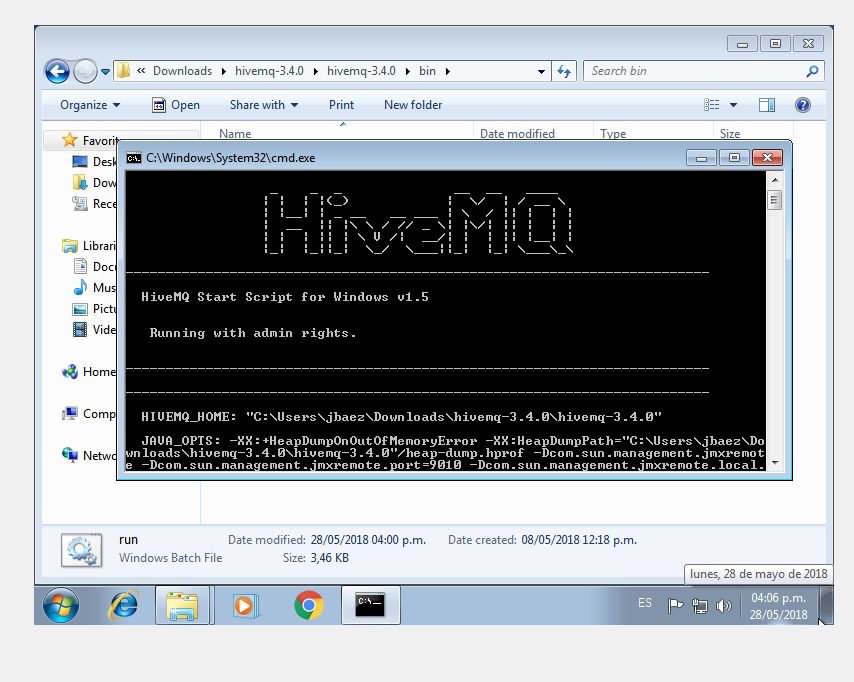 « Downloads ▸ hivemq-3.4.0 ▸ hivemq-3.4.0 ▸ bin ▸
Search bin
Organize Open Share with Print New folder
Name Date modified Type Size
Favorit
Desk
Dow
Rece
Librari
Docu
Mus
Pictu
Vide
Home
Comp
Netwo
C:\Windows\System32\cmd.exe
HiveMQ
HiveMQ Start Script for Windows v1.5
Running with admin rights.
HIVEMQ_HOME: "C:\Users\jbaez\Downloads\hivemq-3.4.0\hivemq-3.4.0"
JAVA_OPTS: -XX:+HeapDumpOnOutOfMemoryError -XX:HeapDumpPath="C:\Users\jbaez\Do
wnloads\hivemq-3.4.0\hivemq-3.4.0"/heap-dump.hprof -Dcom.sun.management.jmxremot
e -Dcom.sun.management.jmxremote.port=9010 -Dcom.sun.management.jmxremote.local.
run Date modified: 28/05/2018 04:00 p.m. Date created: 08/05/2018 12:18 p.m.
Windows Batch File Size: 3,46 KB
lunes, 28 de mayo de 2018
ES
04:06 p.m.
28/05/2018